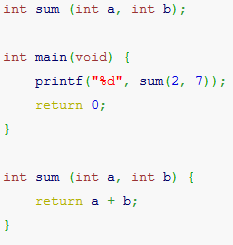 int sum (int a, int b);
int main(void) {
    printf("%d", sum(2, 7));
    return 0;
}
int sum (int a, int b) {
    return a + b;
}